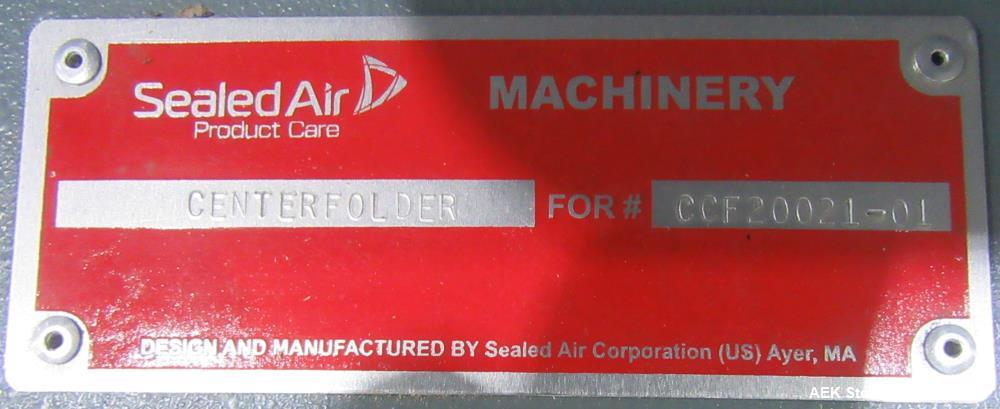 Sealed Air
Product Care
MACHINERY
CENTERFOLDER FOR # CCF20021-01
DESIGN AND MANUFACTURED BY Sealed Air Corporation (US) Ayer, MA
AEK